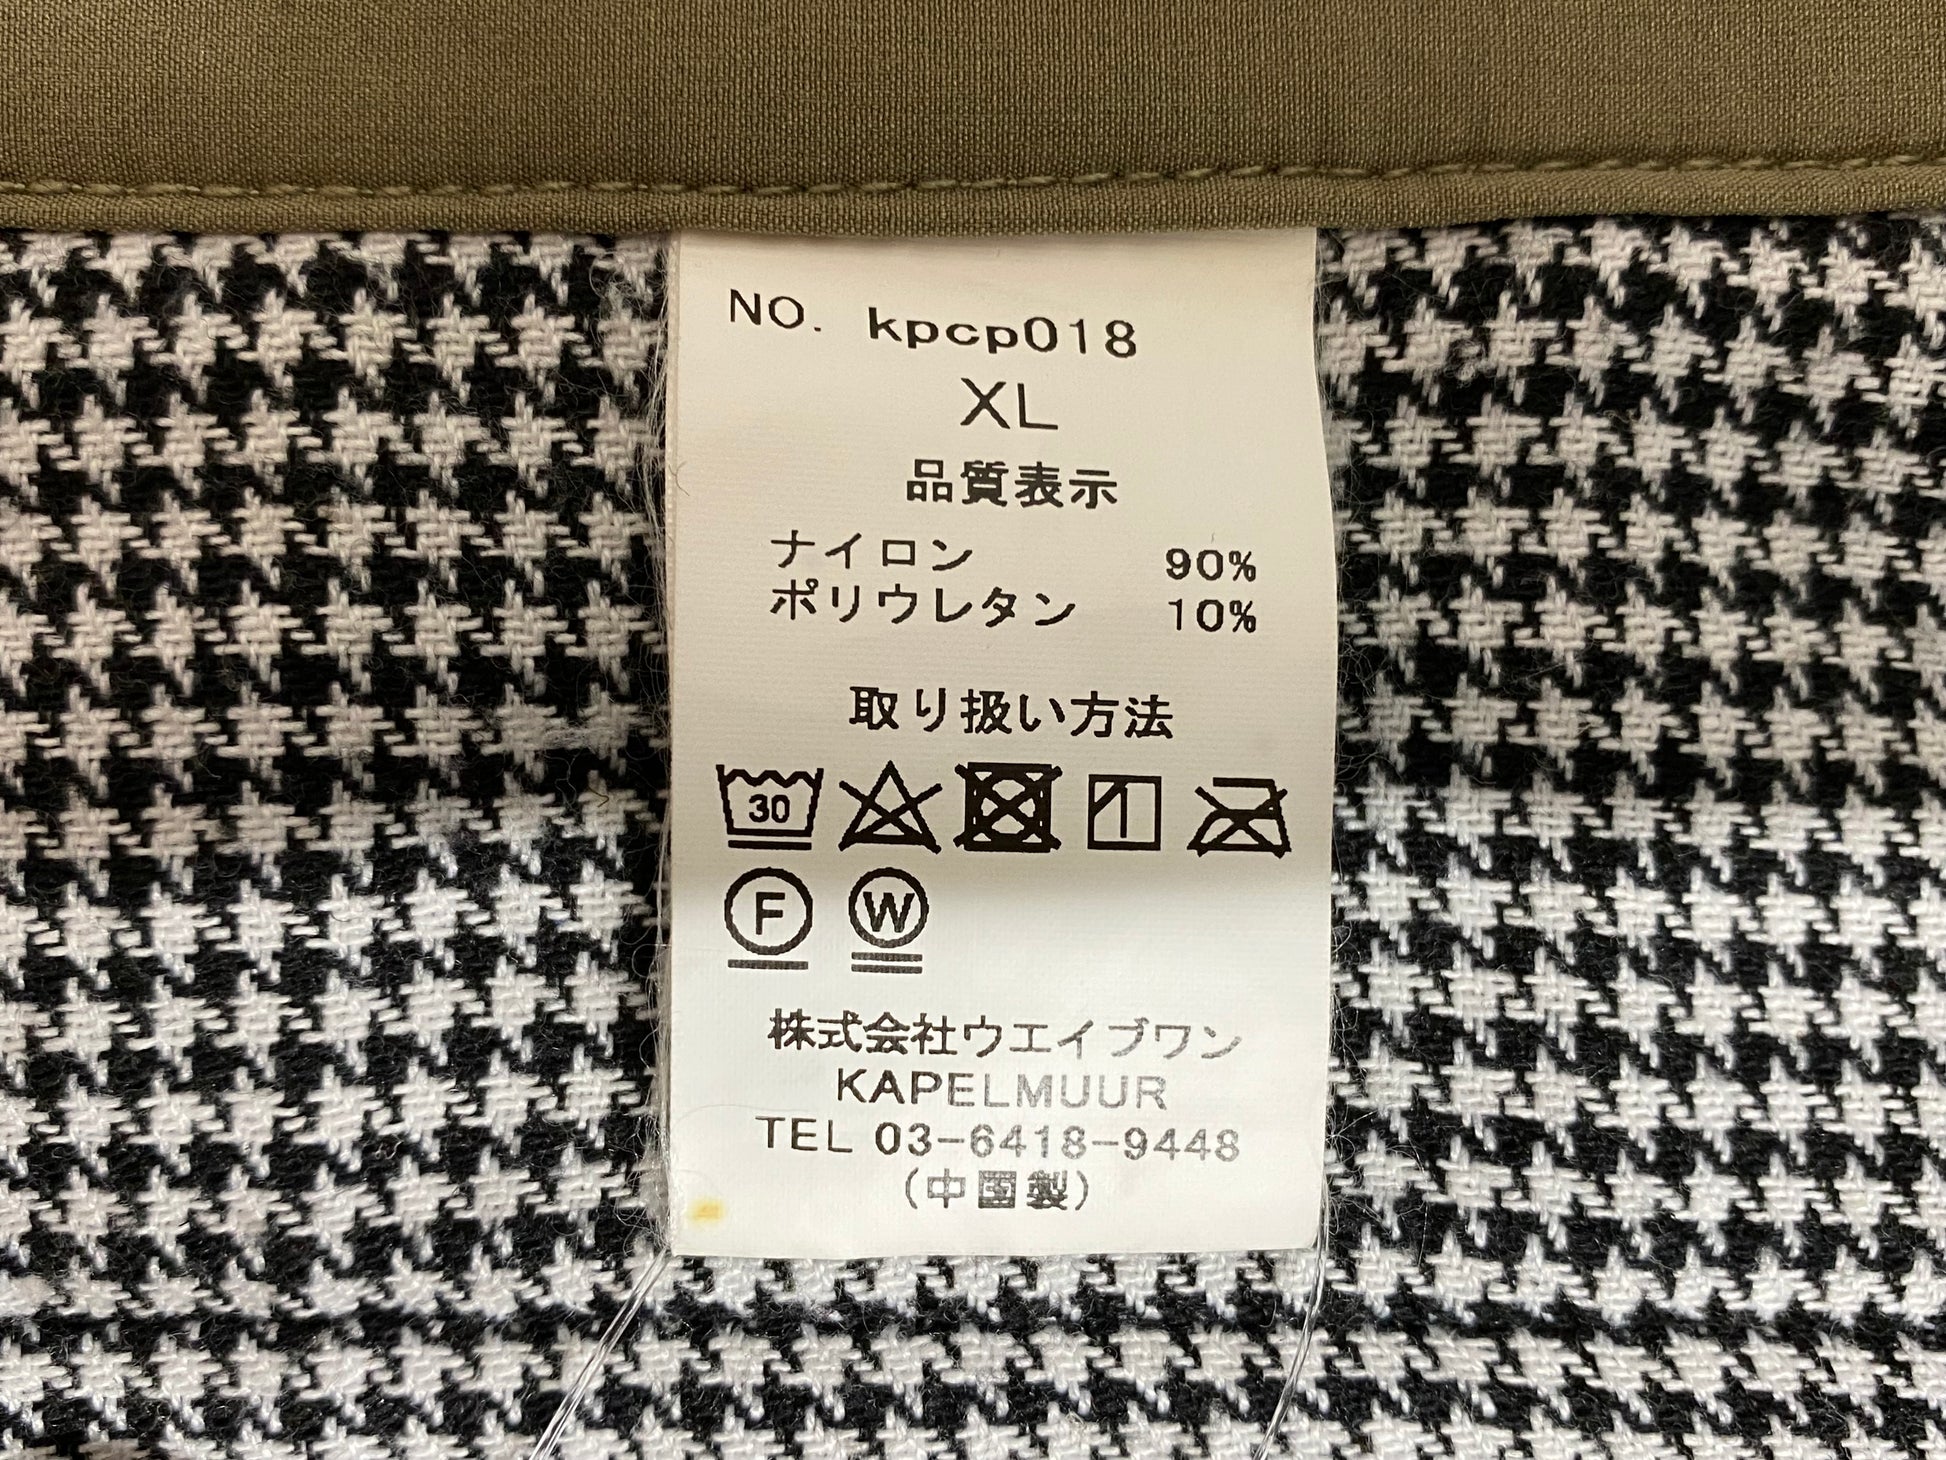 NO. kpcp018
XL
品質表示
ナイロン 90%
ポリウレタン 10%
取り扱い方法
30
F W
株式会社ウエイブワン
KAPELMUUR
TEL 03-6418-9448
(中国製)